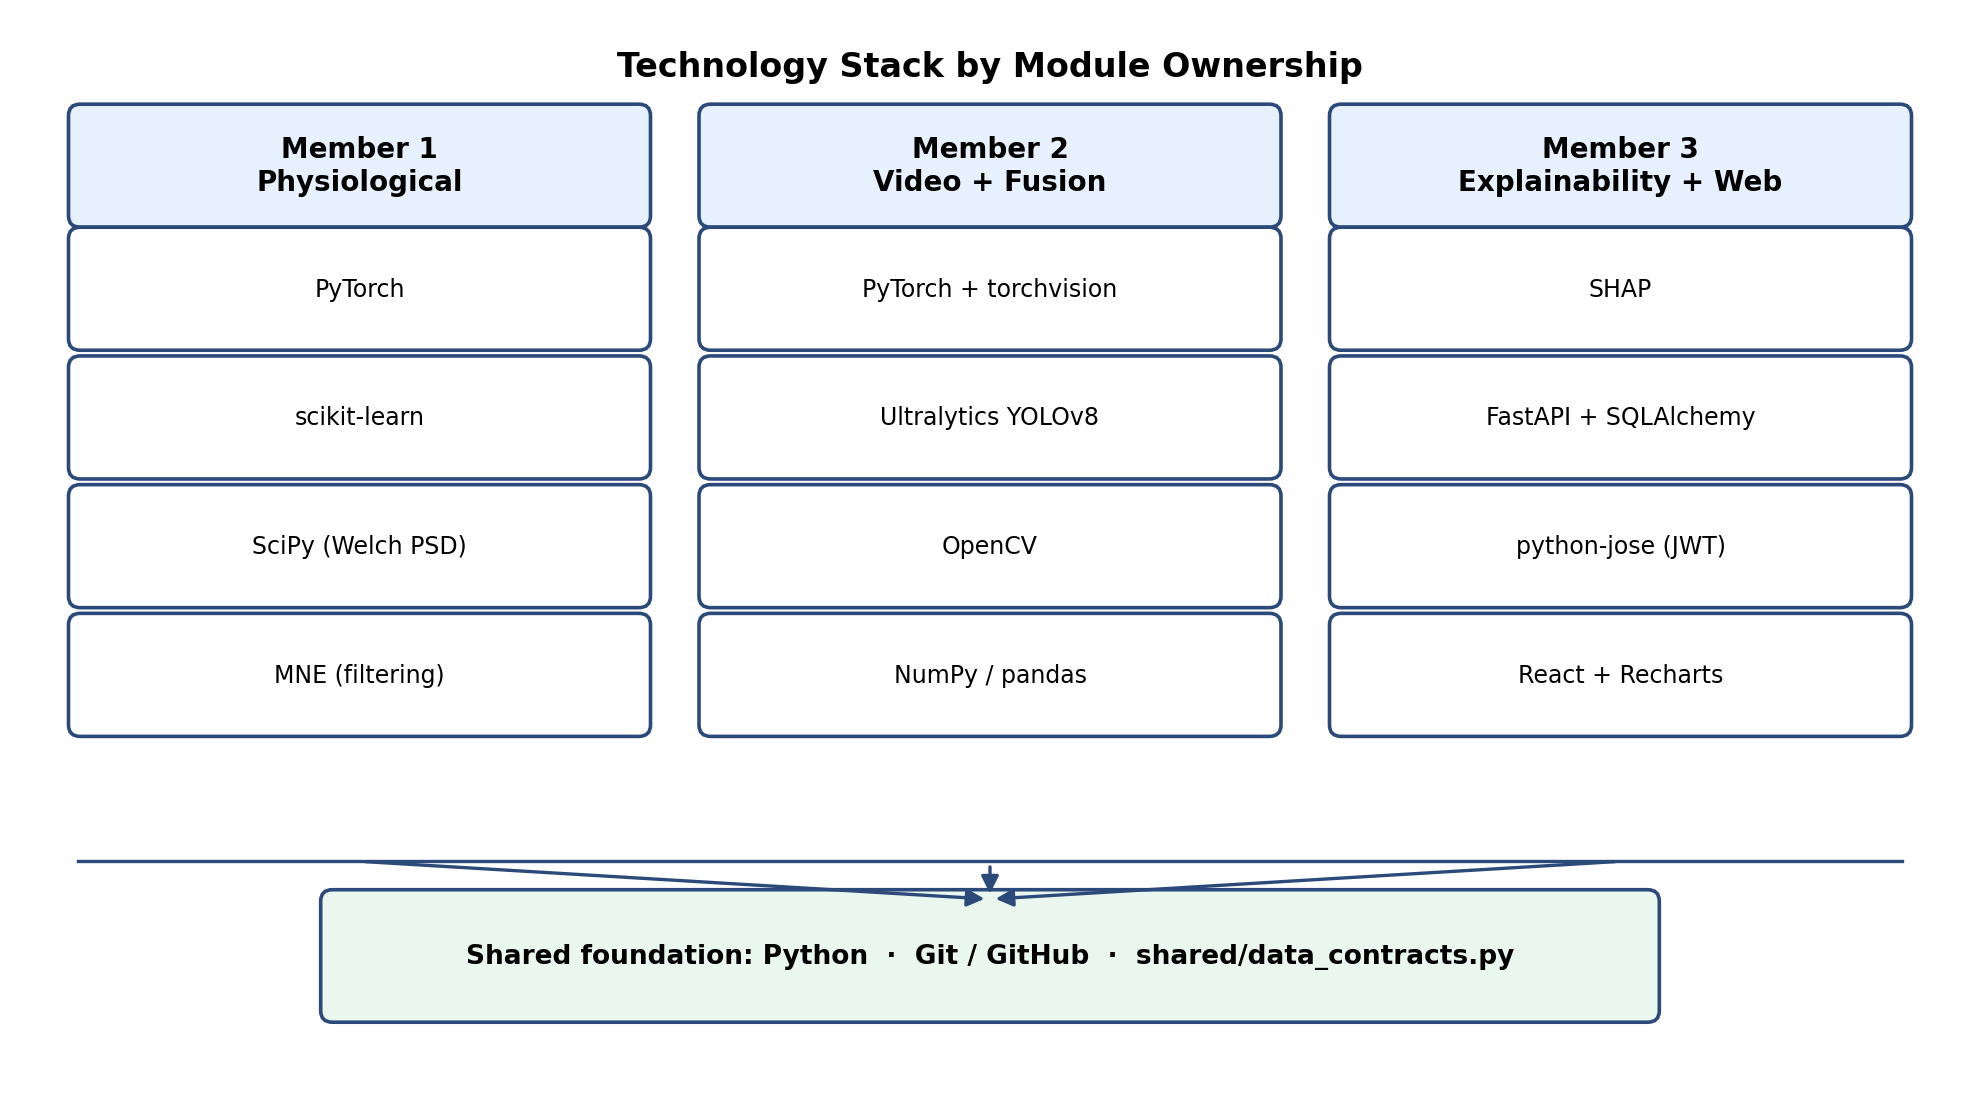 Technology Stack by Module Ownership
Member 1
Physiological
PyTorch
scikit-learn
SciPy (Welch PSD)
MNE (filtering)
Member 2
Video + Fusion
PyTorch + torchvision
Ultralytics YOLOv8
OpenCV
NumPy / pandas
Member 3
Explainability + Web
SHAP
FastAPI + SQLAlchemy
python-jose (JWT)
React + Recharts
Shared foundation: Python · Git / GitHub · shared/data_contracts.py